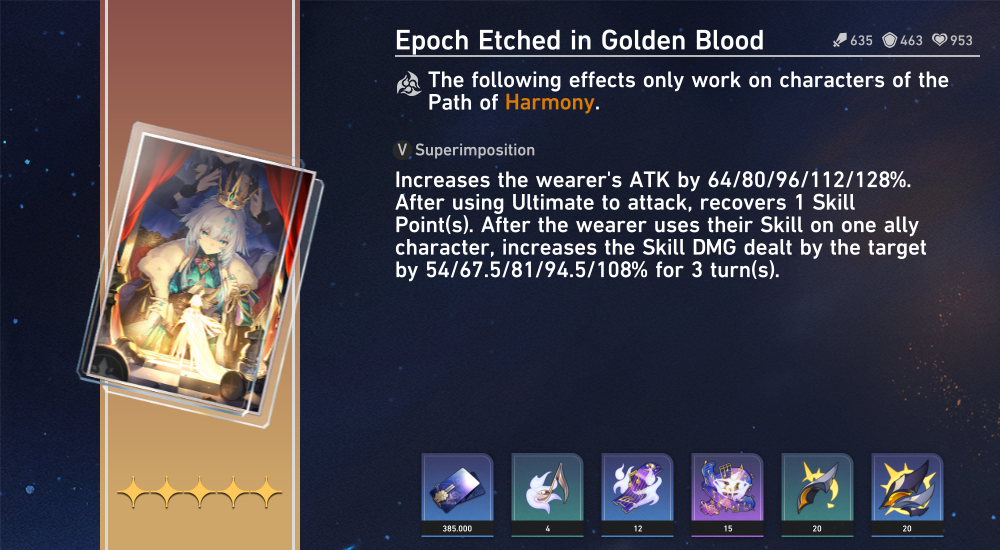 Epoch Etched in Golden Blood
635 463 953
The following effects only work on characters of the
Path of Harmony.
V Superimposition
Increases the wearer's ATK by 64/80/96/112/128%.
After using Ultimate to attack, recovers 1 Skill
Point(s). After the wearer uses their Skill on one ally
character, increases the Skill DMG dealt by the target
by 54/67.5/81/94.5/108% for 3 turn(s).
385.000 4 12 15 20 20